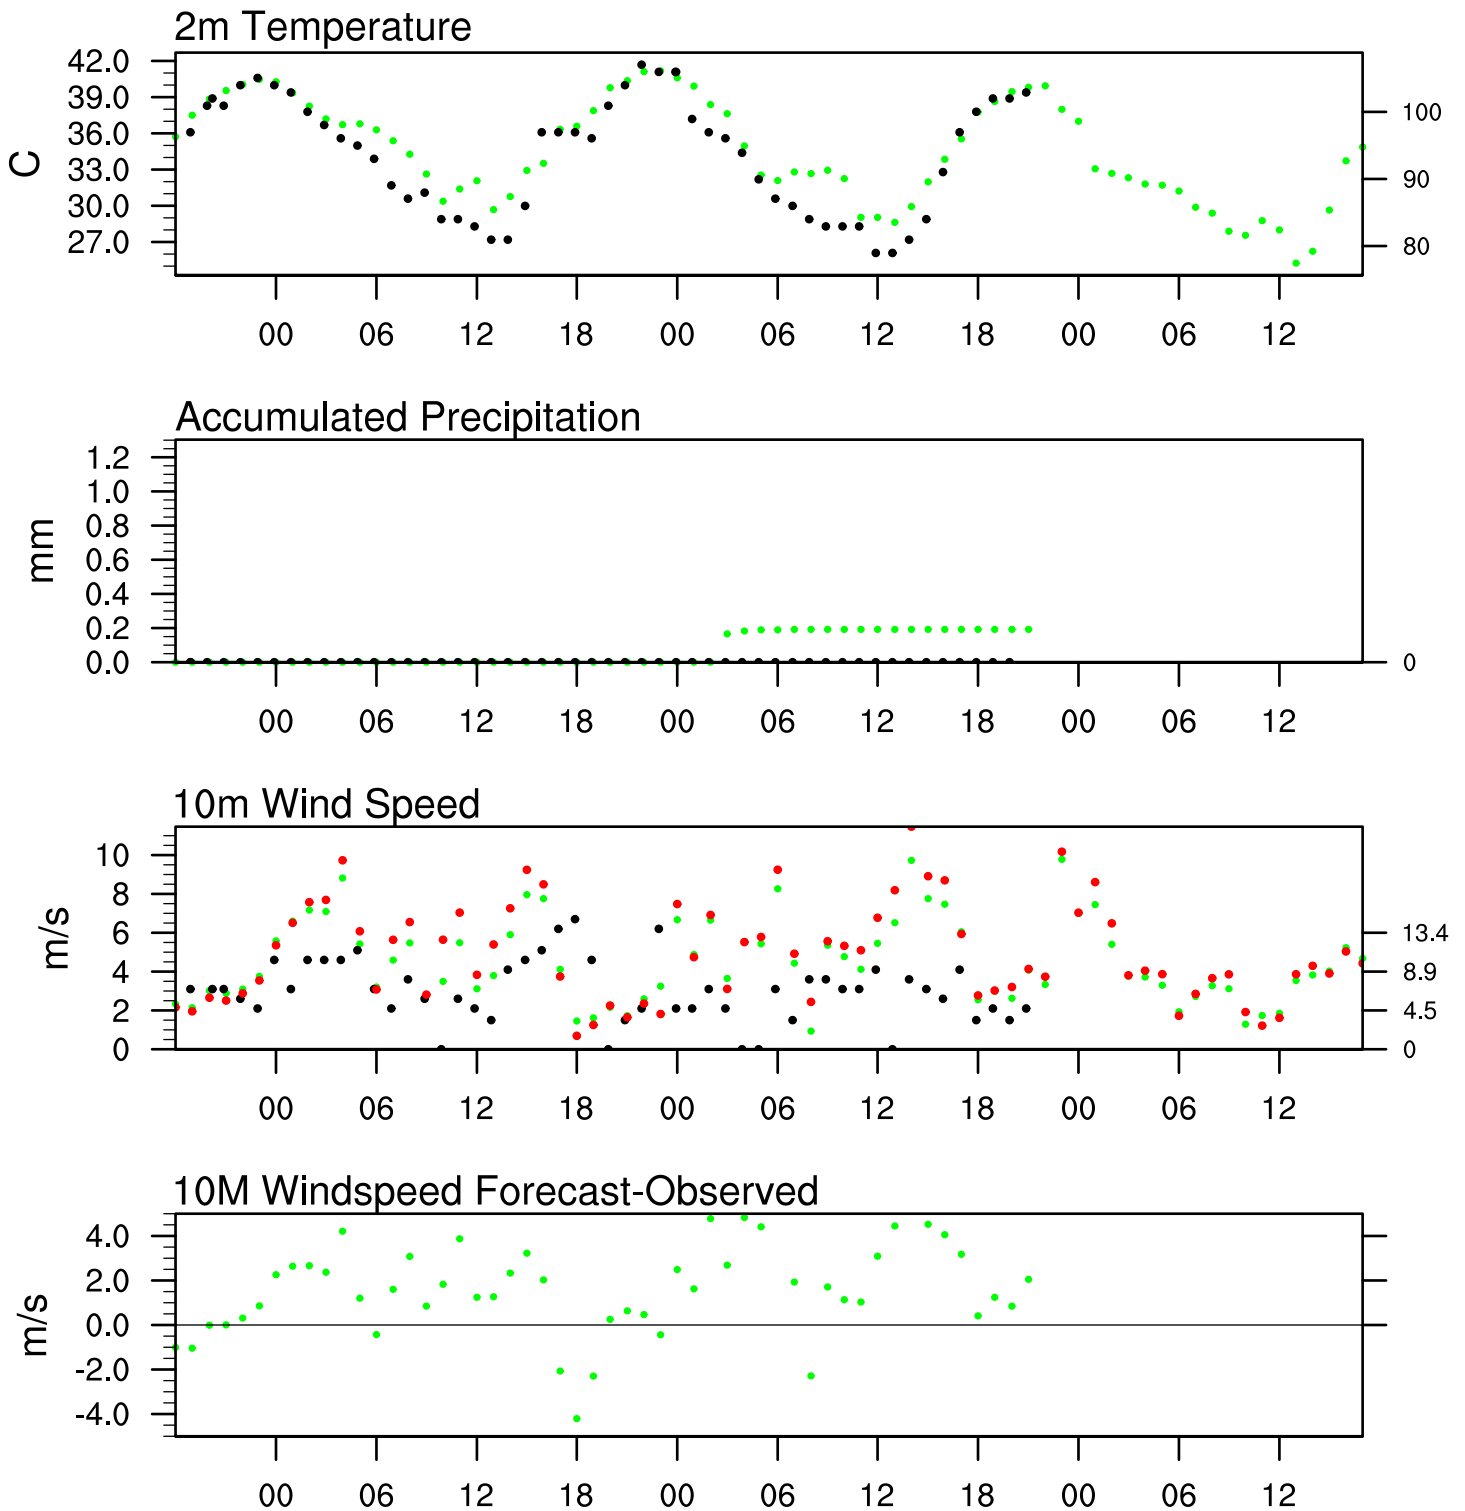 2m Temperature
42.0
39.0
36.0
33.0
30.0
27.0
C
100
90
80
00 06 12 18 00 06 12 18 00 06 12
Accumulated Precipitation
1.2
1.0
0.8
0.6
0.4
0.2
0.0
mm
0
00 06 12 18 00 06 12 18 00 06 12
10m Wind Speed
10
8
6
4
2
0
m/s
13.4
8.9
4.5
0
00 06 12 18 00 06 12 18 00 06 12
10M Windspeed Forecast-Observed
4.0
2.0
0.0
-2.0
-4.0
m/s
00 06 12 18 00 06 12 18 00 06 12